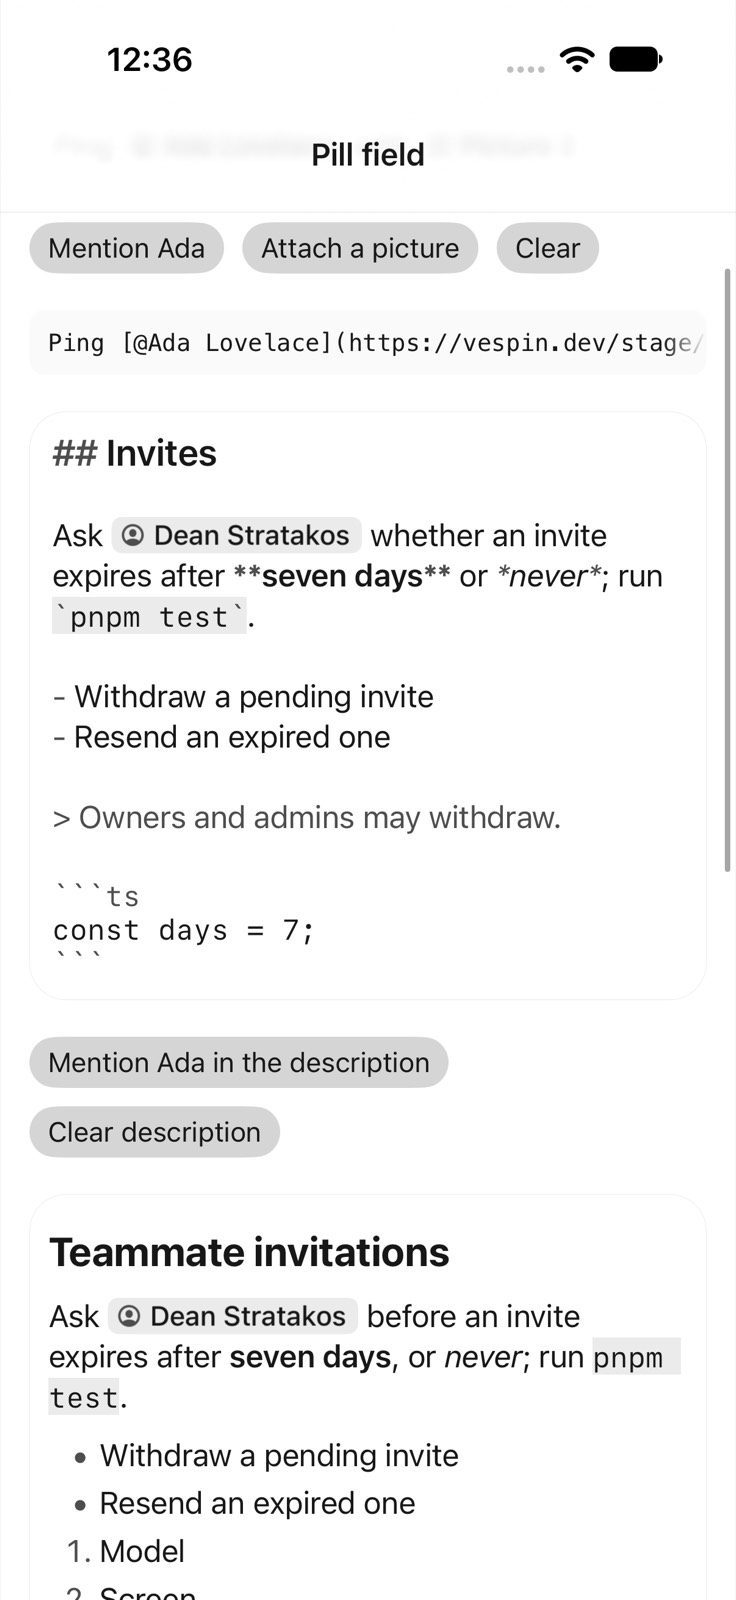 12:36
Pill field
Mention Ada
Attach a picture
Clear
Ping [@Ada Lovelace](https://vespin.dev/stage/
## Invites
Ask Dean Stratakos whether an invite
expires after **seven days** or *never*; run
`pnpm test`.
- Withdraw a pending invite
- Resend an expired one
> Owners and admins may withdraw.
```ts
const days = 7;
```
Mention Ada in the description
Clear description
Teammate invitations
Ask Dean Stratakos before an invite
expires after seven days, or never; run pnpm
test.
• Withdraw a pending invite
• Resend an expired one
1. Model
2. Screen